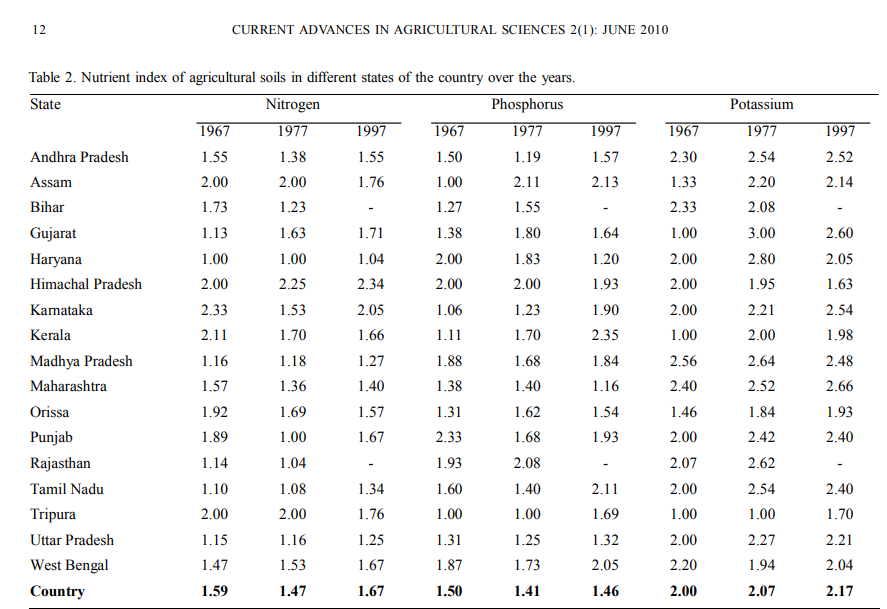 12 CURRENT ADVANCES IN AGRICULTURAL SCIENCES 2(1): JUNE 2010
Table 2. Nutrient index of agricultural soils in different states of the country over the years.
State Nitrogen Phosphorus Potassium
1967 1977 1997 1967 1977 1997 1967 1977 1997
Andhra Pradesh 1.55 1.38 1.55 1.50 1.19 1.57 2.30 2.54 2.52
Assam 2.00 2.00 1.76 1.00 2.11 2.13 1.33 2.20 2.14
Bihar 1.73 1.23 - 1.27 1.55 - 2.33 2.08 -
Gujarat 1.13 1.63 1.71 1.38 1.80 1.64 1.00 3.00 2.60
Haryana 1.00 1.00 1.04 2.00 1.83 1.20 2.00 2.80 2.05
Himachal Pradesh 2.00 2.25 2.34 2.00 2.00 1.93 2.00 1.95 1.63
Karnataka 2.33 1.53 2.05 1.06 1.23 1.90 2.00 2.21 2.54
Kerala 2.11 1.70 1.66 1.11 1.70 2.35 1.00 2.00 1.98
Madhya Pradesh 1.16 1.18 1.27 1.88 1.68 1.84 2.56 2.64 2.48
Maharashtra 1.57 1.36 1.40 1.38 1.40 1.16 2.40 2.52 2.66
Orissa 1.92 1.69 1.57 1.31 1.62 1.54 1.46 1.84 1.93
Punjab 1.89 1.00 1.67 2.33 1.68 1.93 2.00 2.42 2.40
Rajasthan 1.14 1.04 - 1.93 2.08 - 2.07 2.62 -
Tamil Nadu 1.10 1.08 1.34 1.60 1.40 2.11 2.00 2.54 2.40
Tripura 2.00 2.00 1.76 1.00 1.00 1.69 1.00 1.00 1.70
Uttar Pradesh 1.15 1.16 1.25 1.31 1.25 1.32 2.00 2.27 2.21
West Bengal 1.47 1.53 1.67 1.87 1.73 2.05 2.20 1.94 2.04
Country 1.59 1.47 1.67 1.50 1.41 1.46 2.00 2.07 2.17